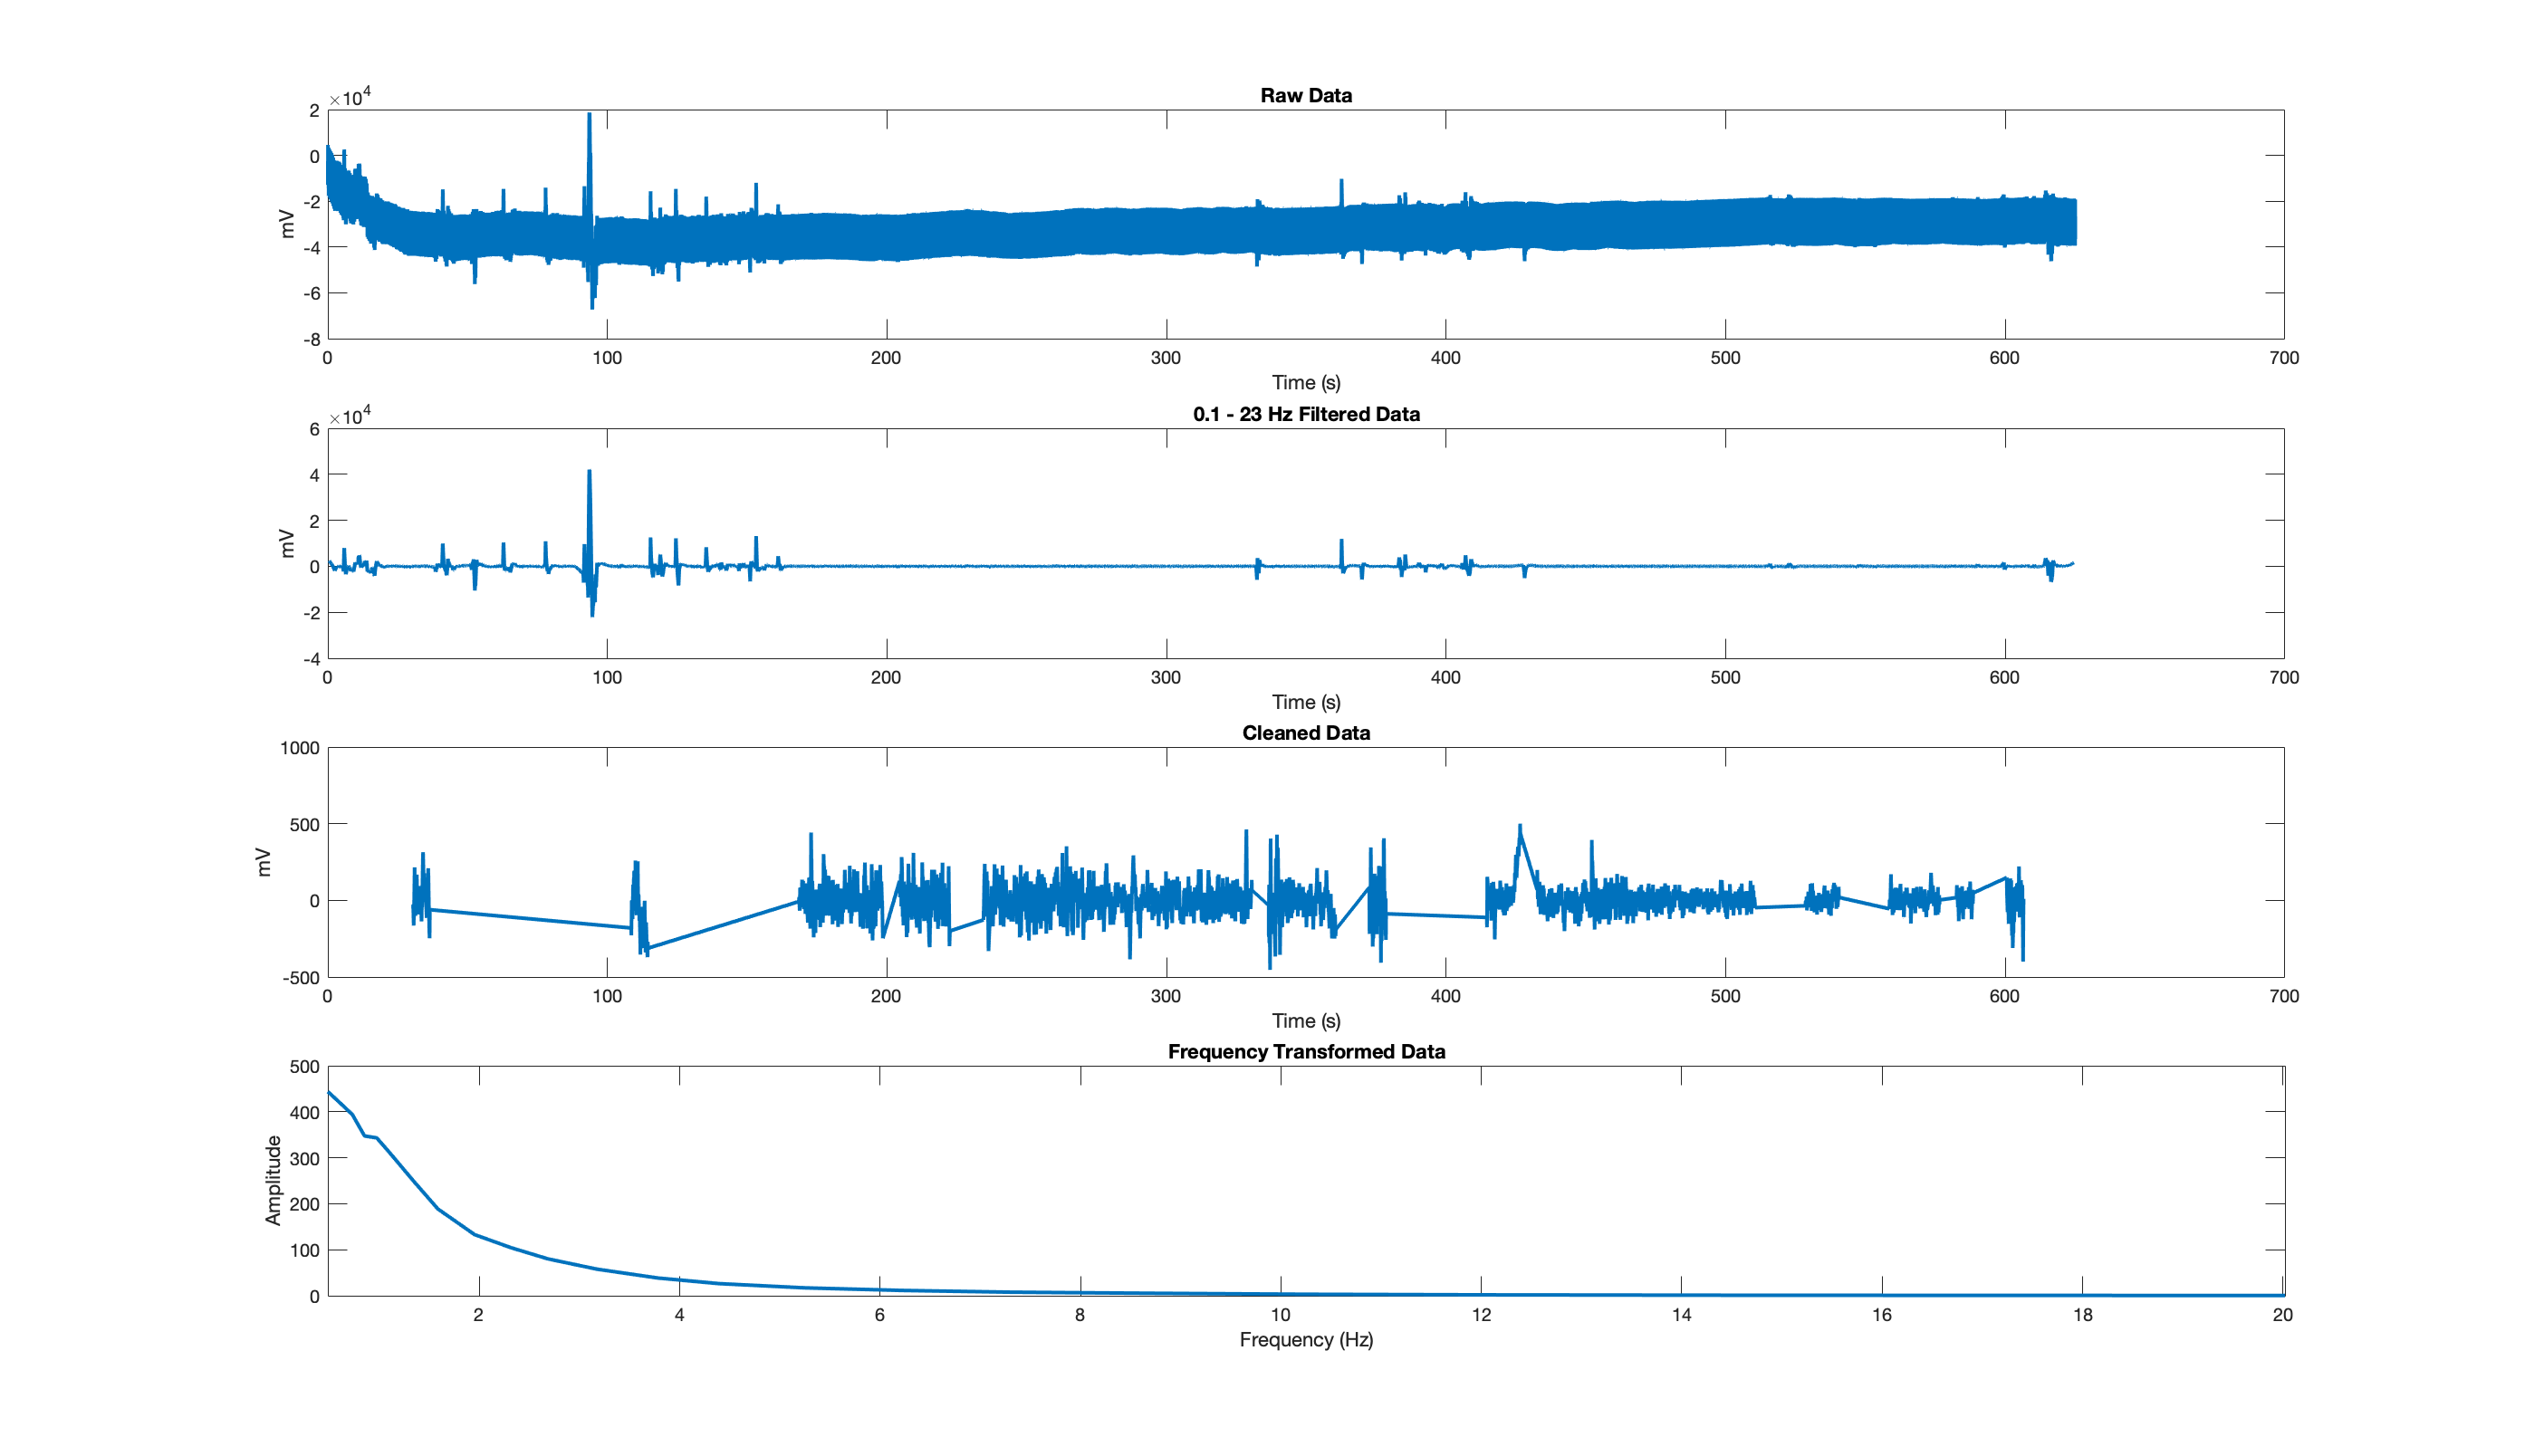 Raw Data
×10⁴
2
0
-2
-4
-6
-8
mV
0 100 200 300 400 500 600 700
Time (s)
0.1 - 23 Hz Filtered Data
×10⁴
6
4
2
0
-2
-4
mV
0 100 200 300 400 500 600 700
Time (s)
Cleaned Data
1000
500
0
-500
mV
0 100 200 300 400 500 600 700
Time (s)
Frequency Transformed Data
500
400
300
200
100
0
Amplitude
2 4 6 8 10 12 14 16 18 20
Frequency (Hz)